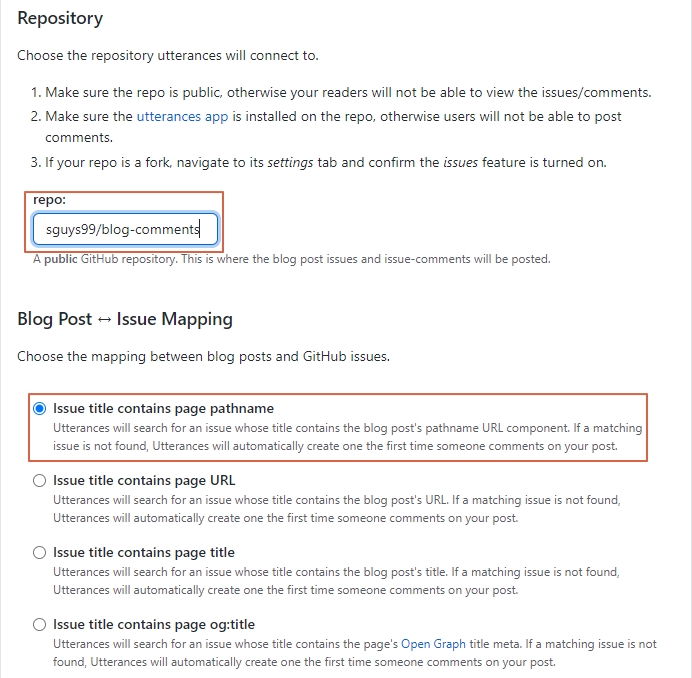 Repository
Choose the repository utterances will connect to.
1. Make sure the repo is public, otherwise your readers will not be able to view the issues/comments.
2. Make sure the utterances app is installed on the repo, otherwise users will not be able to post
comments.
3. If your repo is a fork, navigate to its settings tab and confirm the issues feature is turned on.
repo:
sguys99/blog-comments
A public GitHub repository. This is where the blog post issues and issue-comments will be posted.
Blog Post ↔ Issue Mapping
Choose the mapping between blog posts and GitHub issues.
Issue title contains page pathname
Utterances will search for an issue whose title contains the blog post's pathname URL component. If a matching
issue is not found, Utterances will automatically create one the first time someone comments on your post.
Issue title contains page URL
Utterances will search for an issue whose title contains the blog post's URL. If a matching issue is not found,
Utterances will automatically create one the first time someone comments on your post.
Issue title contains page title
Utterances will search for an issue whose title contains the blog post's title. If a matching issue is not found,
Utterances will automatically create one the first time someone comments on your post.
Issue title contains page og:title
Utterances will search for an issue whose title contains the page's Open Graph title meta. If a matching issue is not
found, Utterances will automatically create one the first time someone comments on your post.